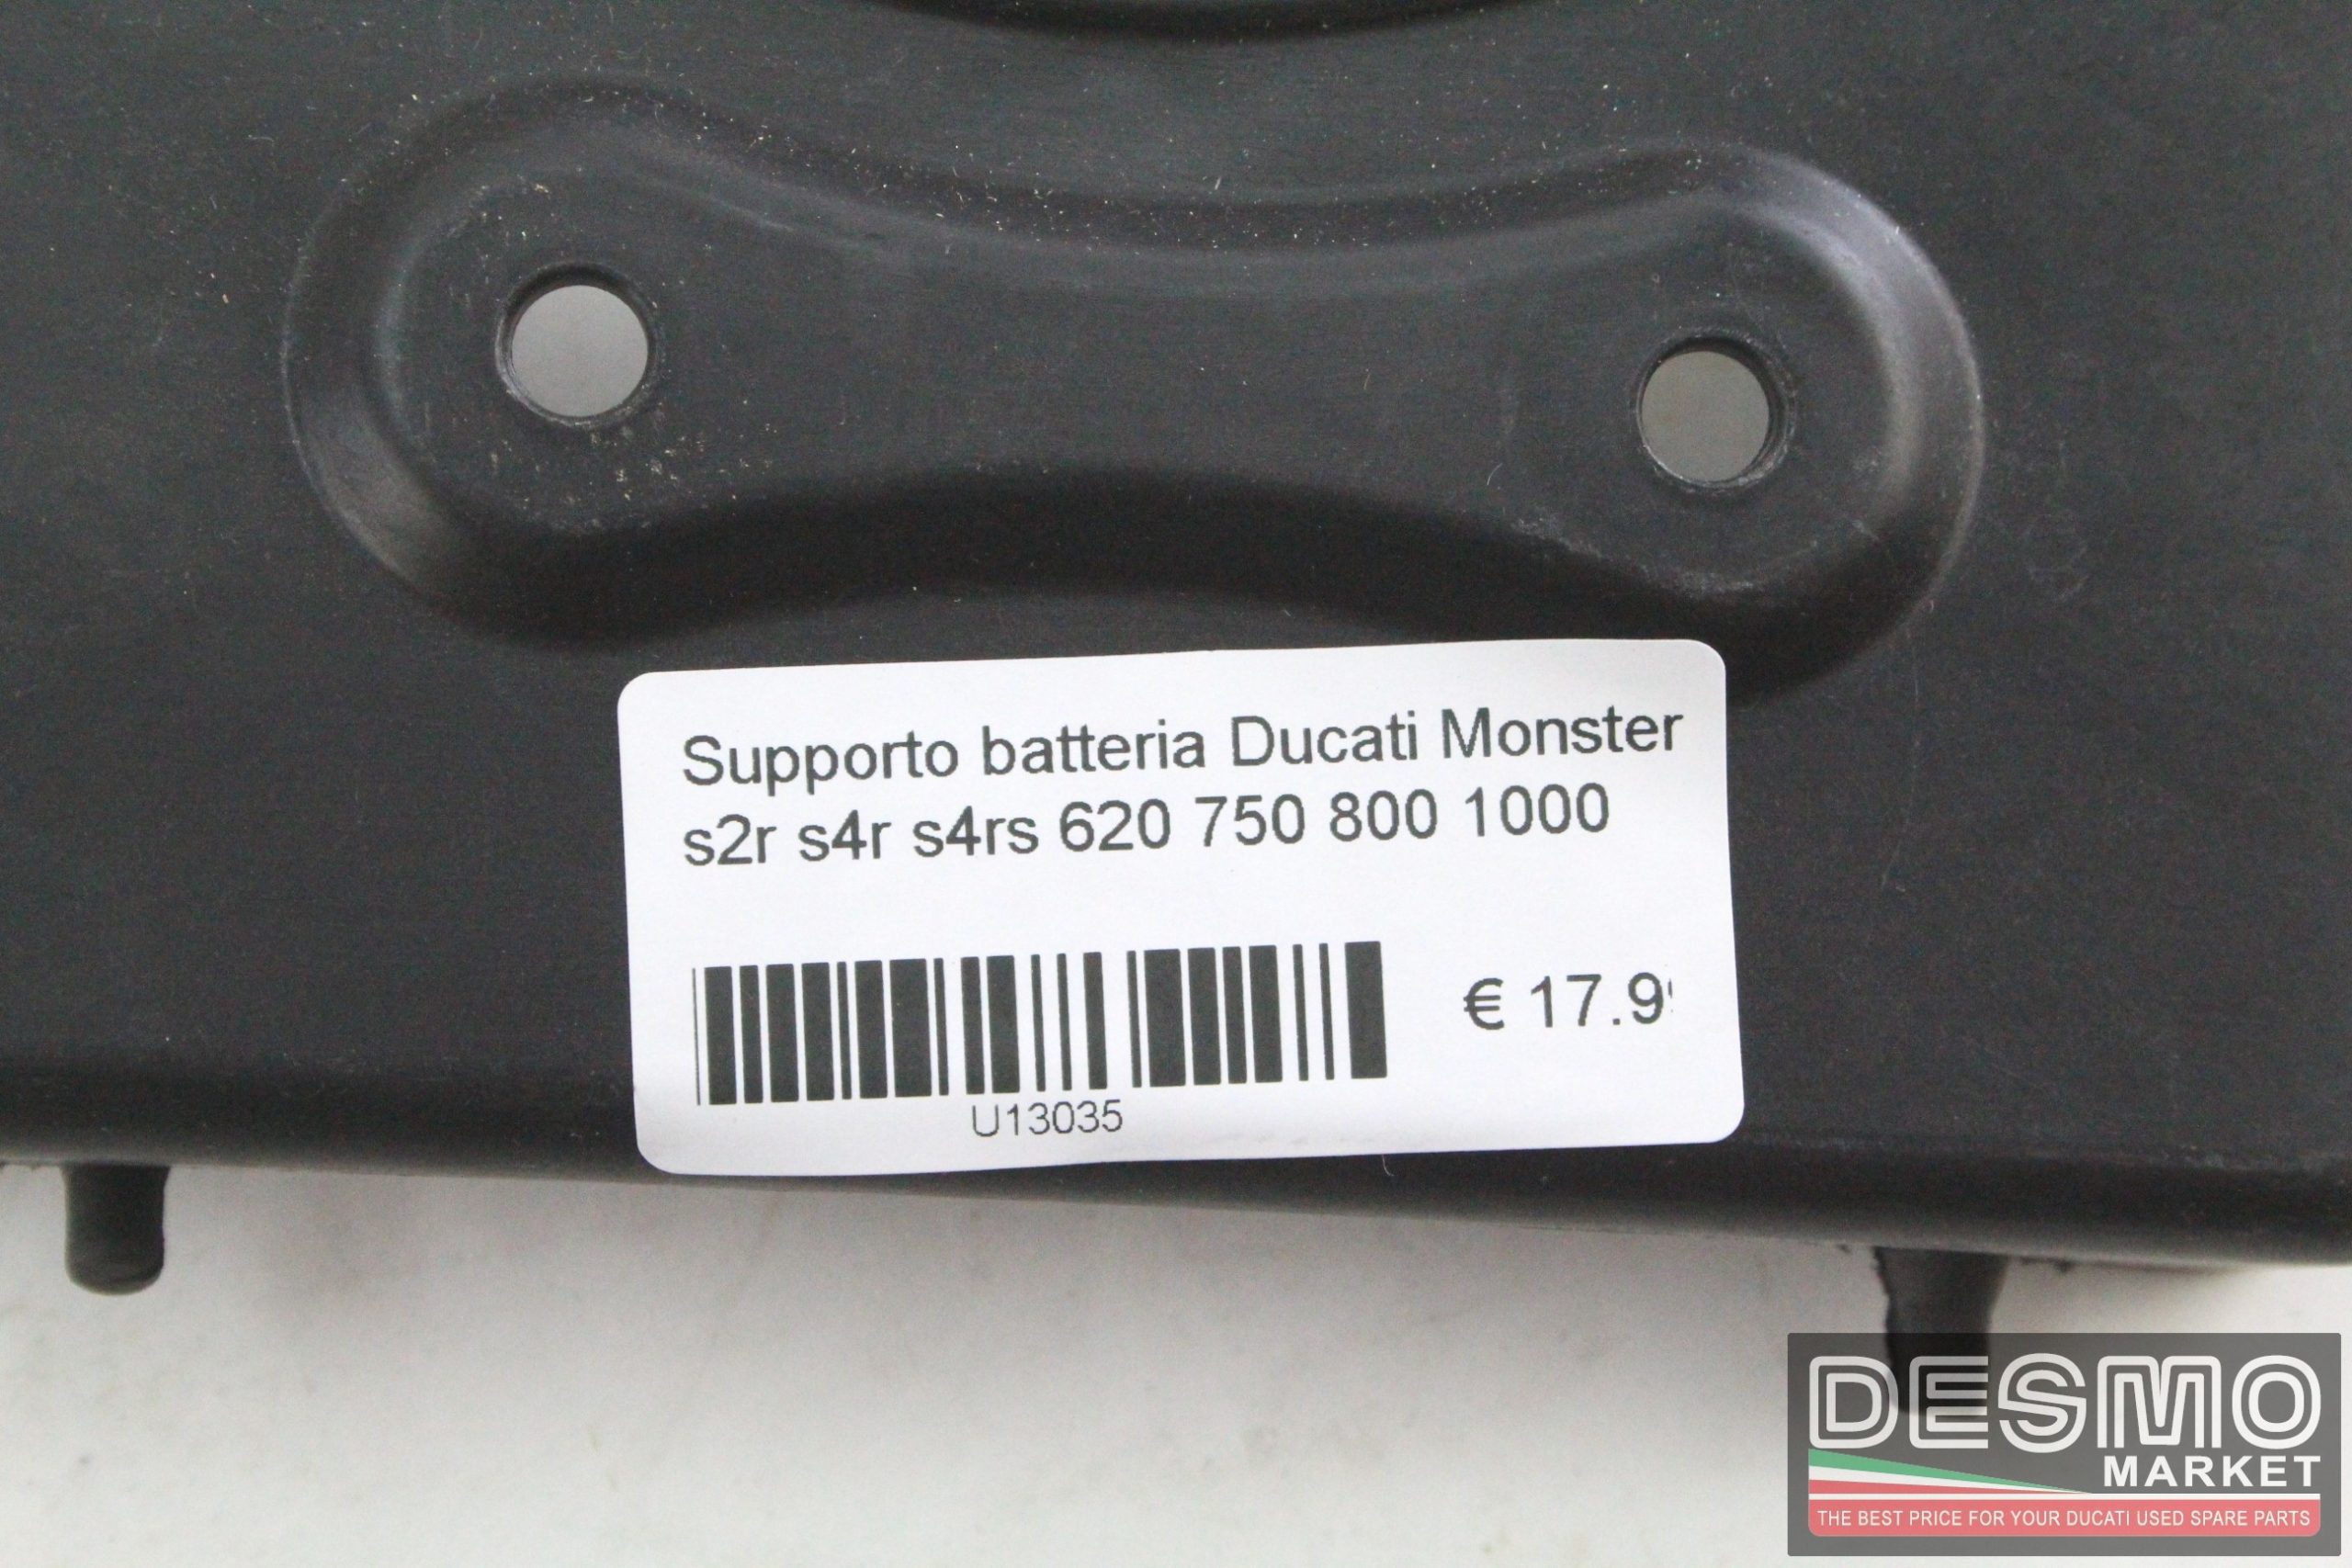 Supporto batteria Ducati Monster
s2r s4r s4rs 620 750 800 1000
€ 17.9
U13035
DESMO
MARKET
THE BEST PRICE FOR YOUR DUCATI USED SPARE PARTS